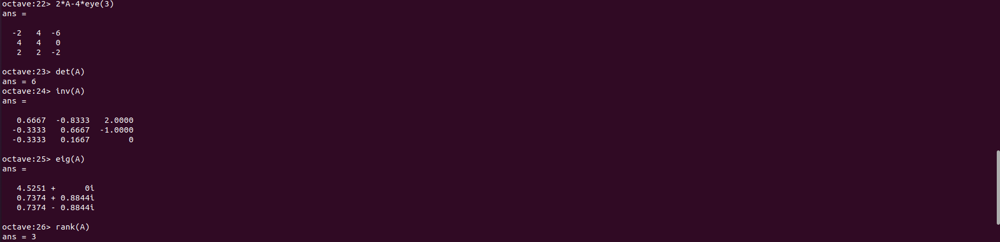 octave:22> 2*A-4*eye(3)
ans =
-2 4 -6
4 4 0
2 2 -2
octave:23> det(A)
ans = 6
octave:24> inv(A)
ans =
0.6667 -0.8333 2.0000
-0.3333 0.6667 -1.0000
-0.3333 0.1667 0
octave:25> eig(A)
ans =
4.5251 + 0i
0.7374 + 0.8844i
0.7374 - 0.8844i
octave:26> rank(A)
ans = 3